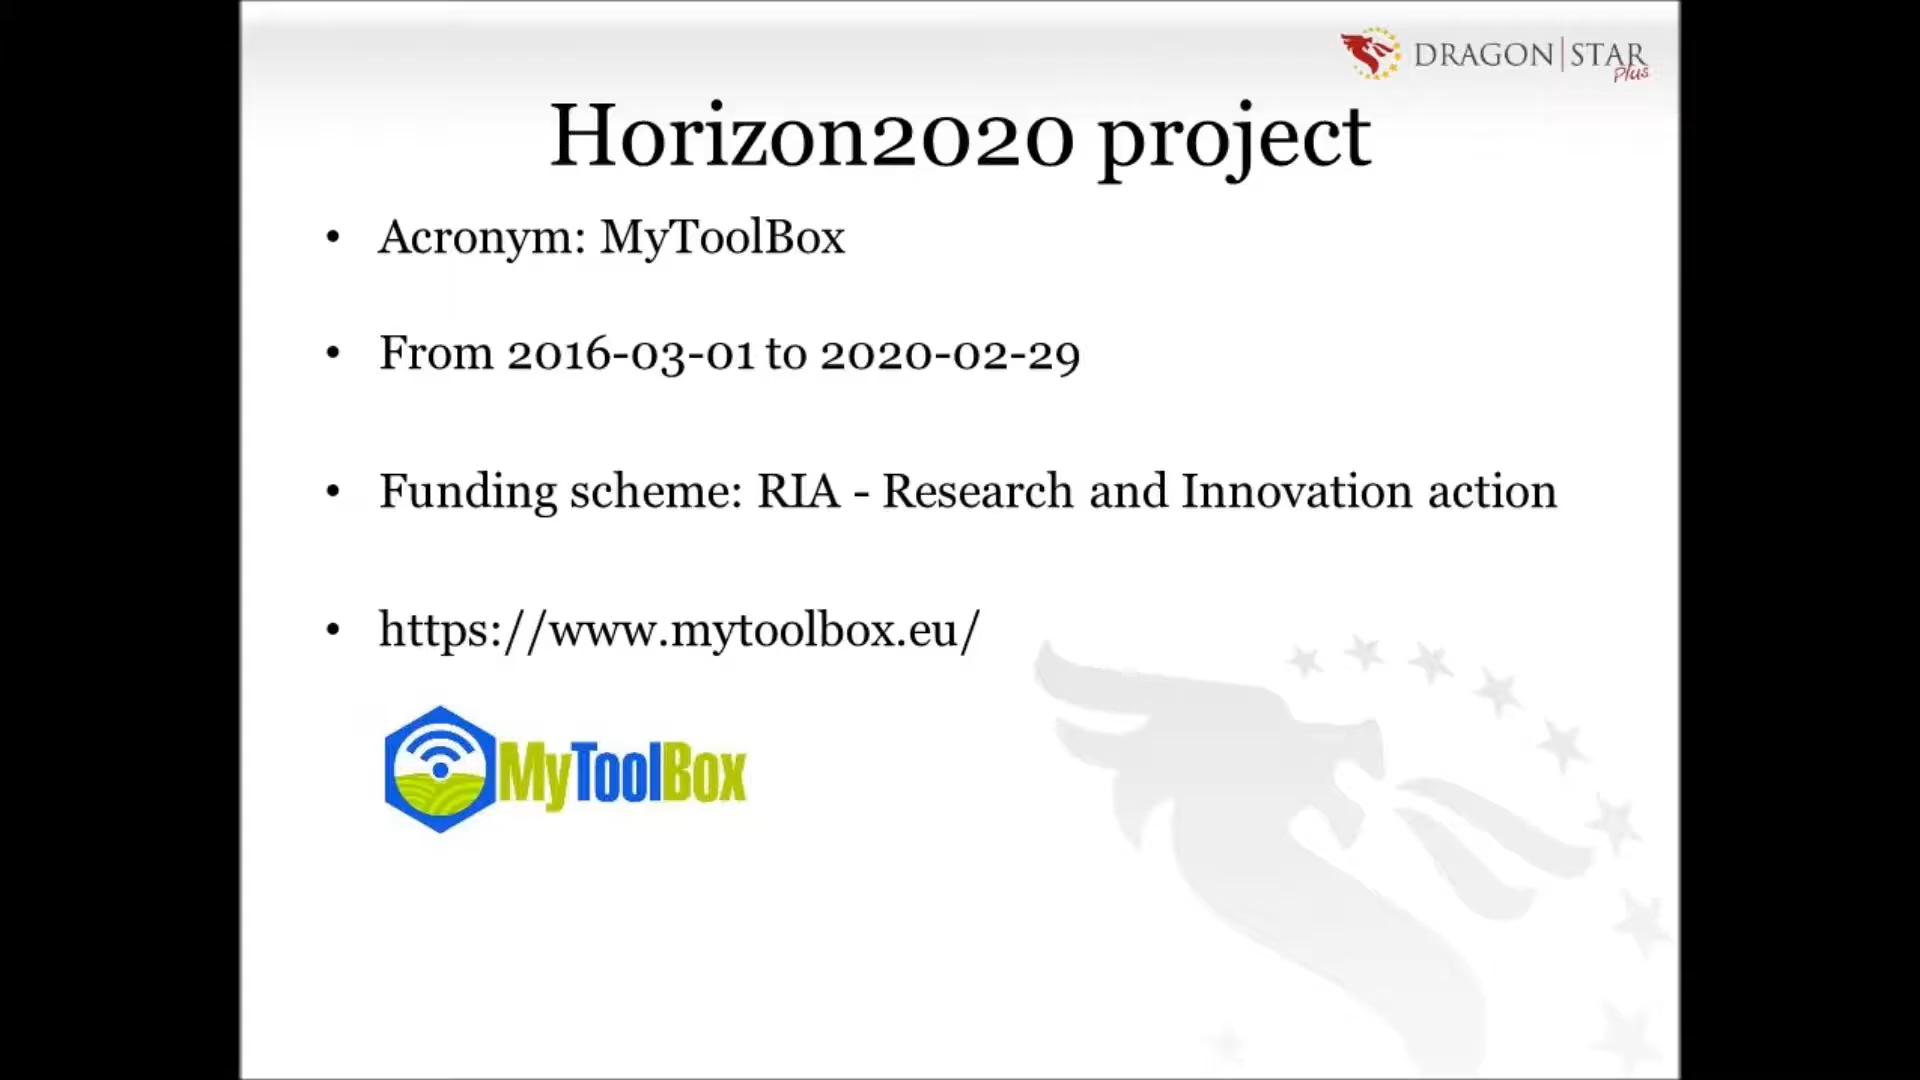 DRAGON|STAR
Plus
Horizon2020 project
• Acronym: MyToolBox
• From 2016-03-01 to 2020-02-29
• Funding scheme: RIA - Research and Innovation action
• https://www.mytoolbox.eu/
MyToolBox